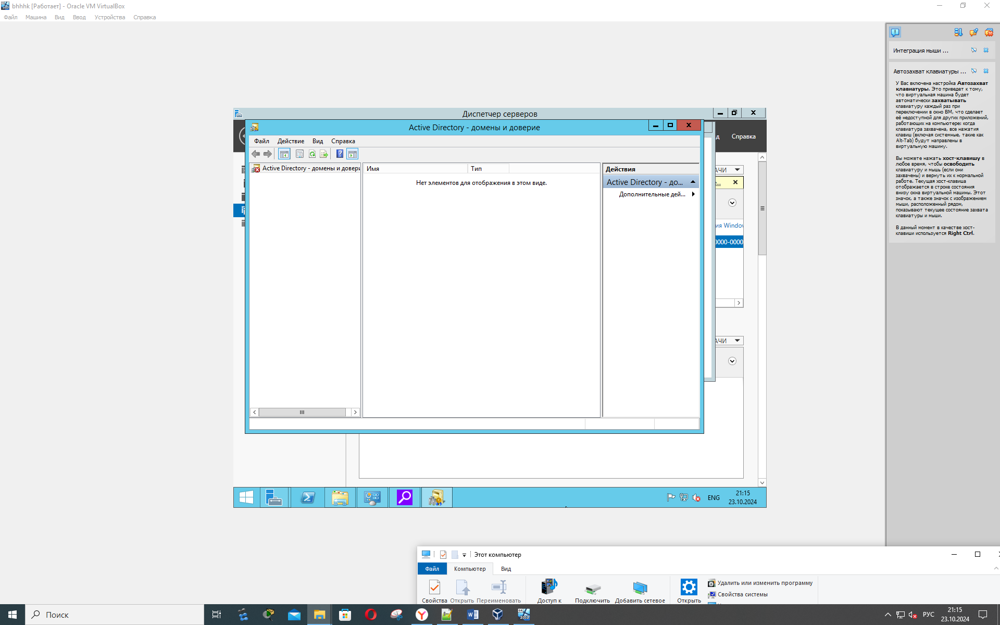 bhhhk [Работает] - Oracle VM VirtualBox
Файл Машина Вид Ввод Устройства Справка
Интеграция мыши ...
Автозахват клавиатуры ...
У Вас включена настройка Автозахват
клавиатуры. Это приведет к тому,
что виртуальная машина будет
автоматически захватывать
клавиатуру каждый раз при
переключении в окно ВМ, что сделает
её недоступной для других приложений,
работающих на компьютере: когда
клавиатура захвачена, все нажатия
клавиш (включая системные, такие как
Alt-Tab) будут направлены в
виртуальную машину.
Вы можете нажать хост-клавишу в
любое время, чтобы освободить
клавиатуру и мышь (если они
захвачены) и вернуть их к нормальной
работе. Текущая хост-клавиша
отображается в строке состояния
внизу окна виртуальной машины. Этот
значок, а также значок с изображением
мыши, расположенный рядом,
показывают текущее состояние захвата
клавиатуры и мыши.
В данный момент в качестве хост-
клавиши используется Right Ctrl.
Диспетчер серверов
Справка
Active Directory - домены и доверие
Файл Действие Вид Справка
Active Directory - домены и довери
Имя Тип
Нет элементов для отображения в этом виде.
Действия
Active Directory - до...
Дополнительные дей...
АЧИ
ия Windov
0000-0000
АЧИ
ENG
21:15
23.10.2024
Этот компьютер
Файл Компьютер Вид
Свойства Открыть Переименовать
Доступ к Подключить Добавить сетевое
Открыть
Удалить или изменить программу
Свойства системы
Поиск
РУС
21:15
23.10.2024